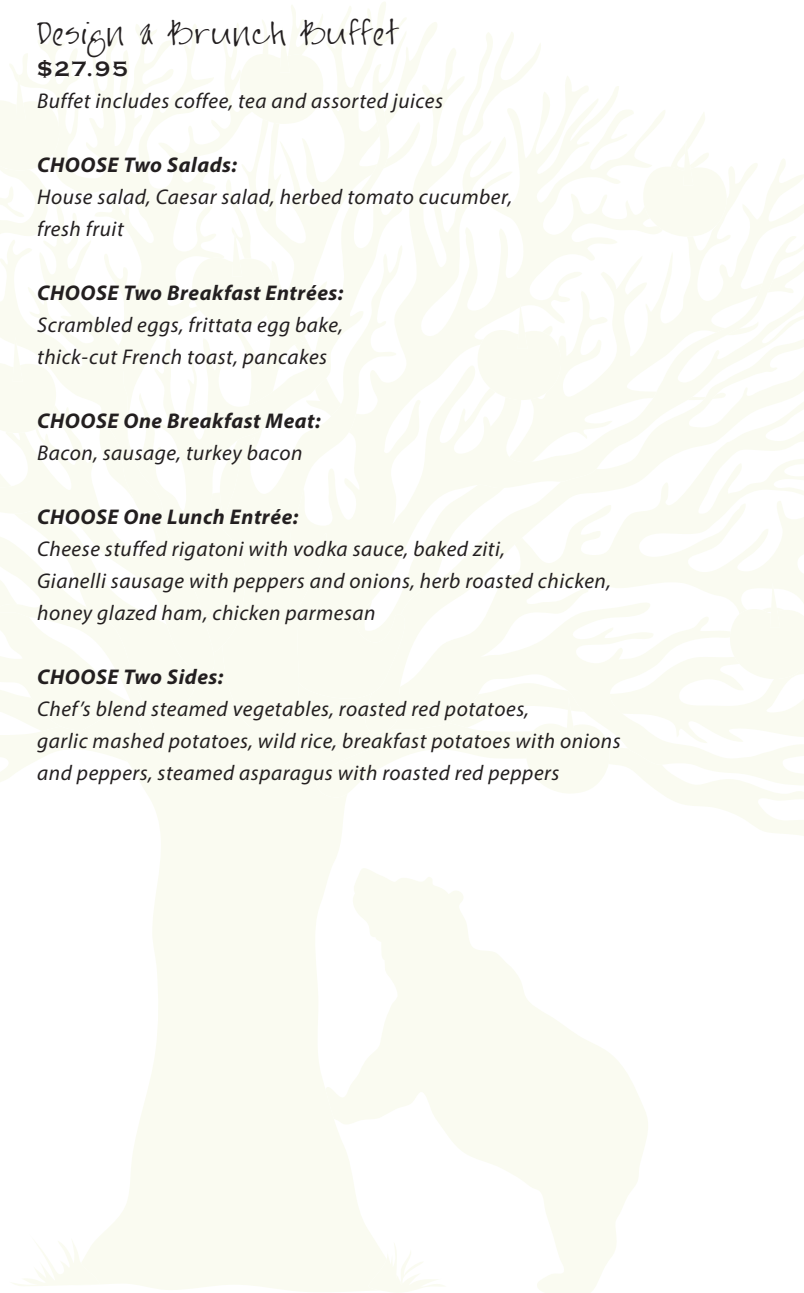 Design a Brunch Buffet
$27.95
Buffet includes coffee, tea and assorted juices
CHOOSE Two Salads:
House salad, Caesar salad, herbed tomato cucumber,
fresh fruit
CHOOSE Two Breakfast Entrées:
Scrambled eggs, frittata egg bake,
thick-cut French toast, pancakes
CHOOSE One Breakfast Meat:
Bacon, sausage, turkey bacon
CHOOSE One Lunch Entrée:
Cheese stuffed rigatoni with vodka sauce, baked ziti,
Gianelli sausage with peppers and onions, herb roasted chicken,
honey glazed ham, chicken parmesan
CHOOSE Two Sides:
Chef's blend steamed vegetables, roasted red potatoes,
garlic mashed potatoes, wild rice, breakfast potatoes with onions
and peppers, steamed asparagus with roasted red peppers